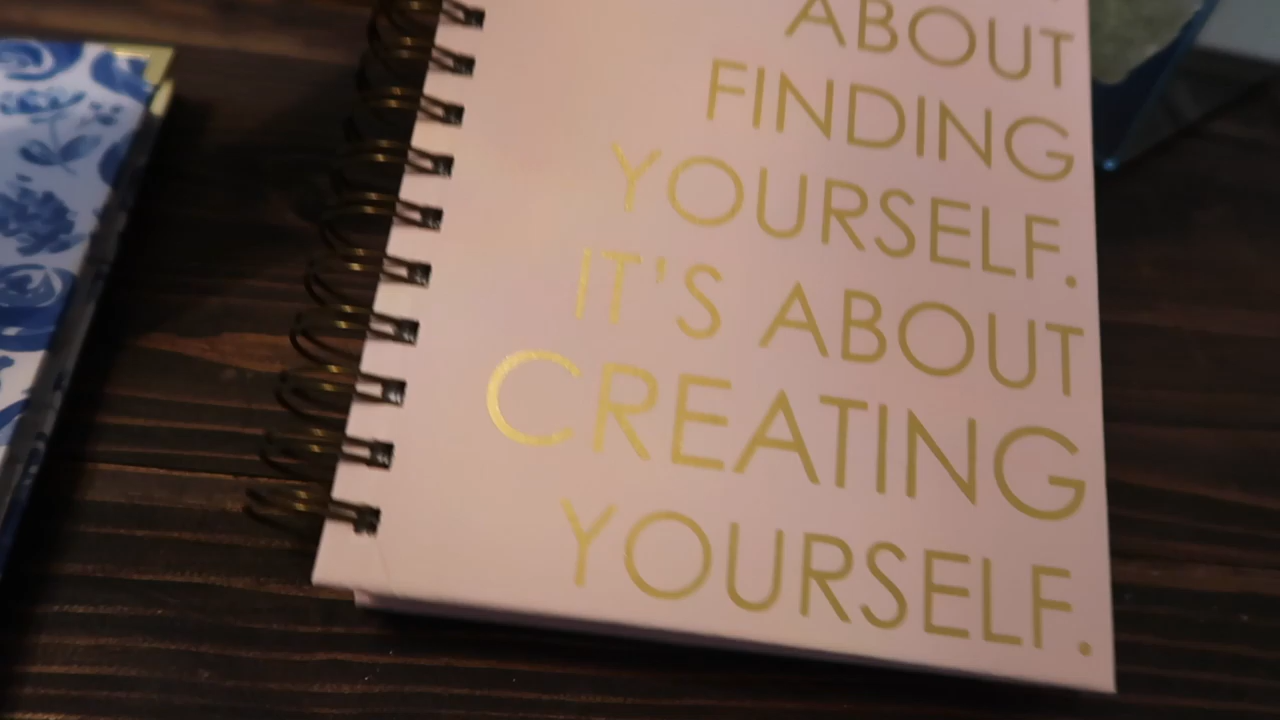 ABOUT
FINDING
YOURSELF.
IT'S ABOUT
CREATING
YOURSELF.